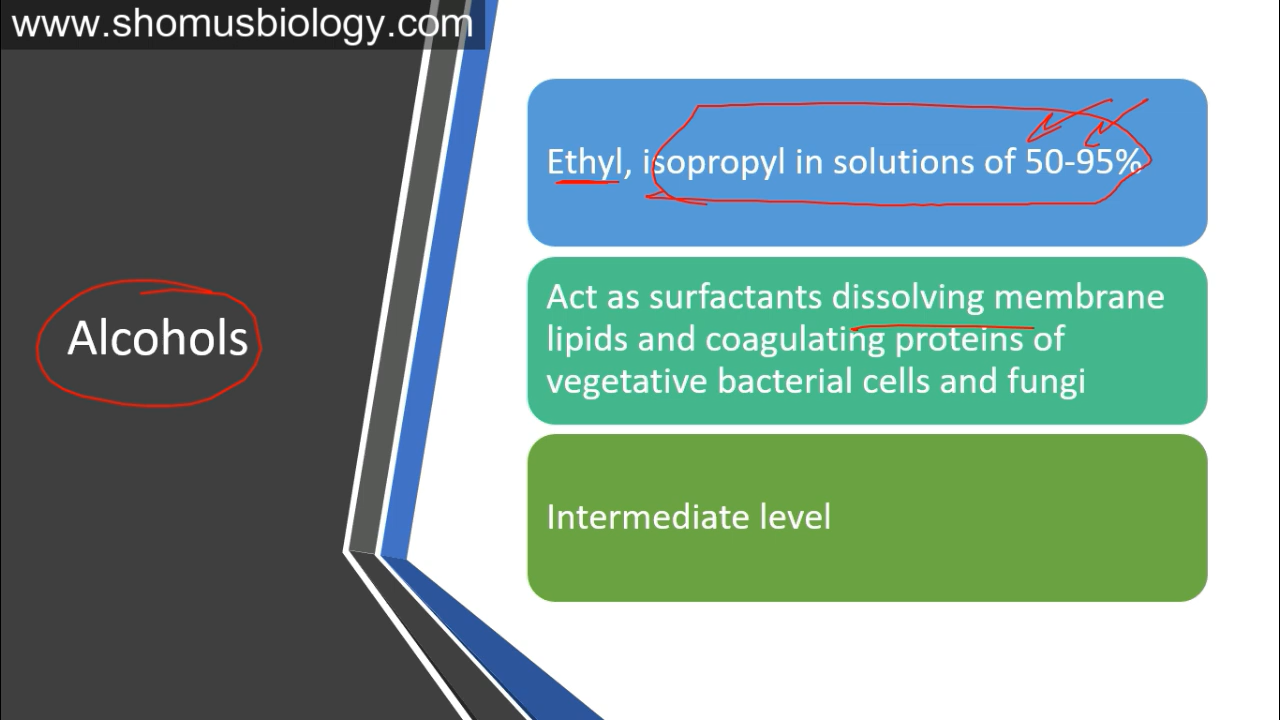 www.shomusbiology.com
Alcohols
Ethyl, isopropyl in solutions of 50-95%
Act as surfactants dissolving membrane
lipids and coagulating proteins of
vegetative bacterial cells and fungi
Intermediate level